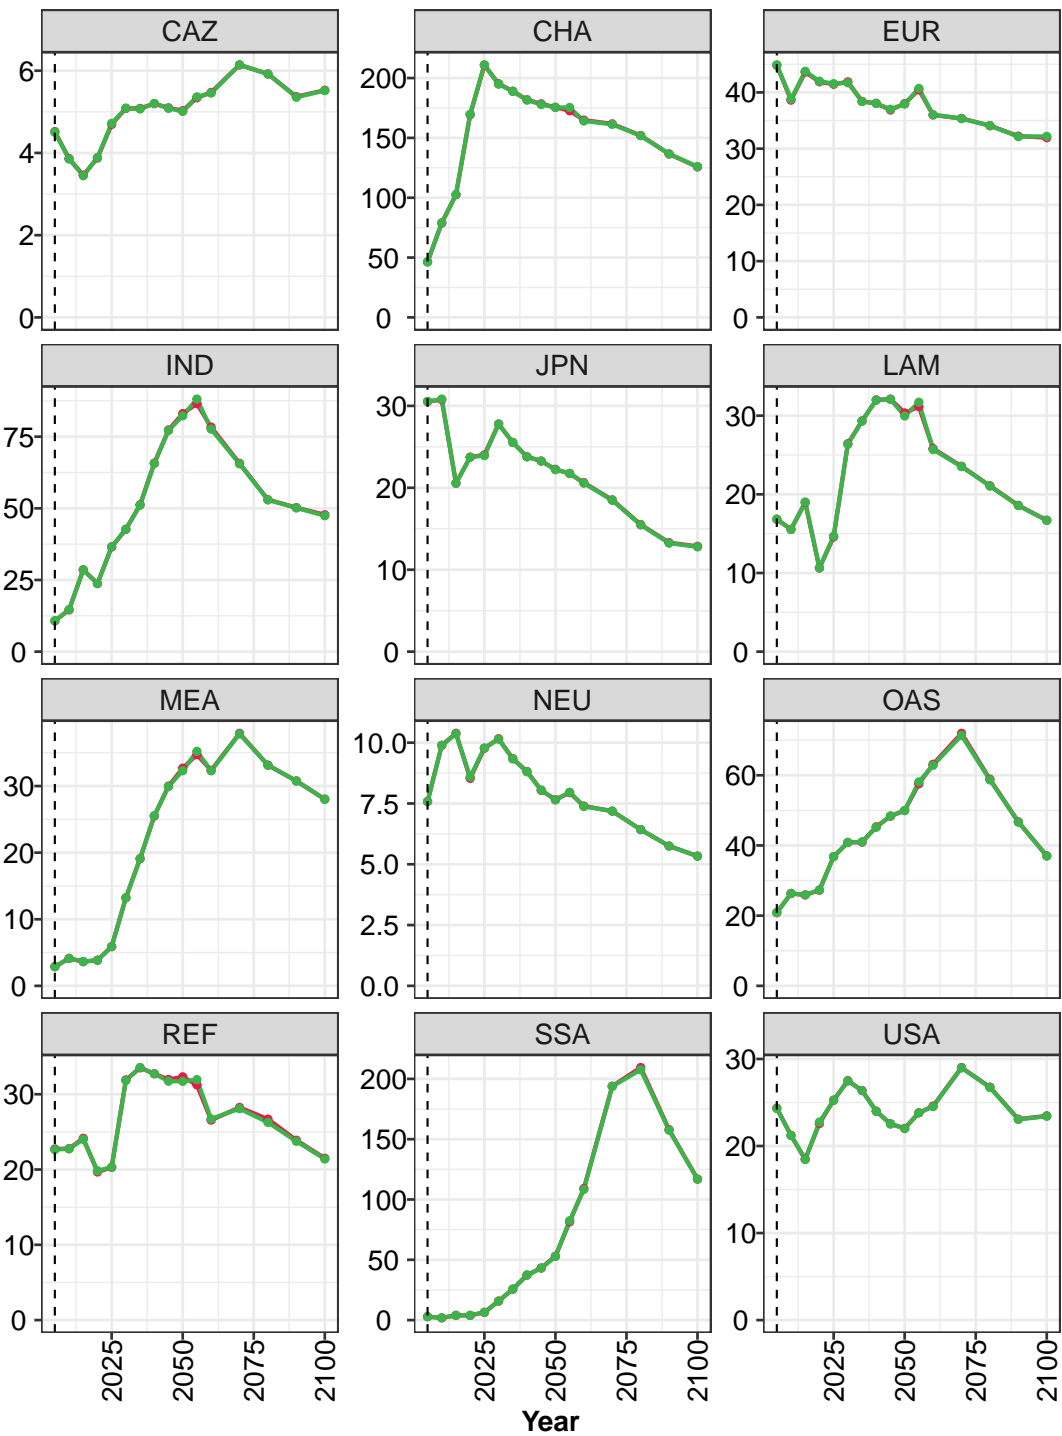 CAZ CHA EUR
6 4 2 0
200 150 100 50 0
40 30 20 10 0
IND JPN LAM
75 50 25 0
30 20 10 0
30 20 10 0
MEA NEU OAS
30 20 10 0
10.0 7.5 5.0 2.5 0.0
60 40 20 0
REF SSA USA
30 20 10 0
200 150 100 50 0
30 20 10 0
2025 2050 2075 2100 2025 2050 2075 2100 2025 2050 2075 2100
Year